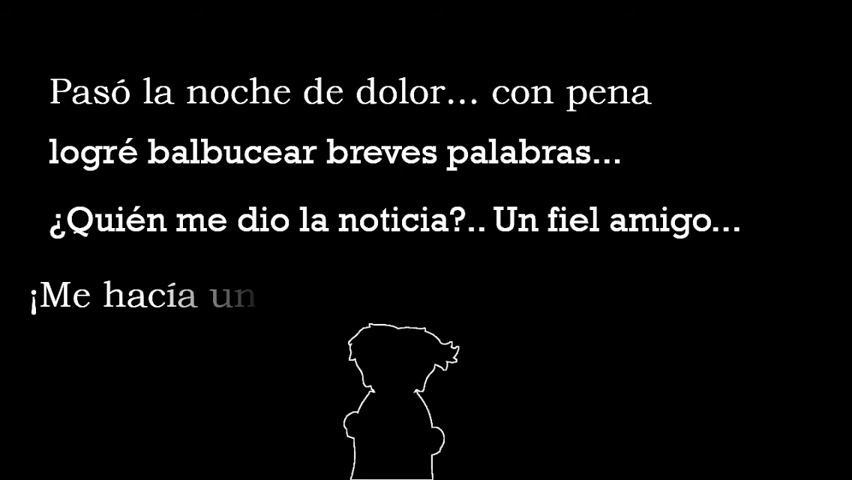 Pasó la noche de dolor... con pena
logré balbucear breves palabras...
¿Quién me dio la noticia?.. Un fiel amigo...
¡Me hacía un